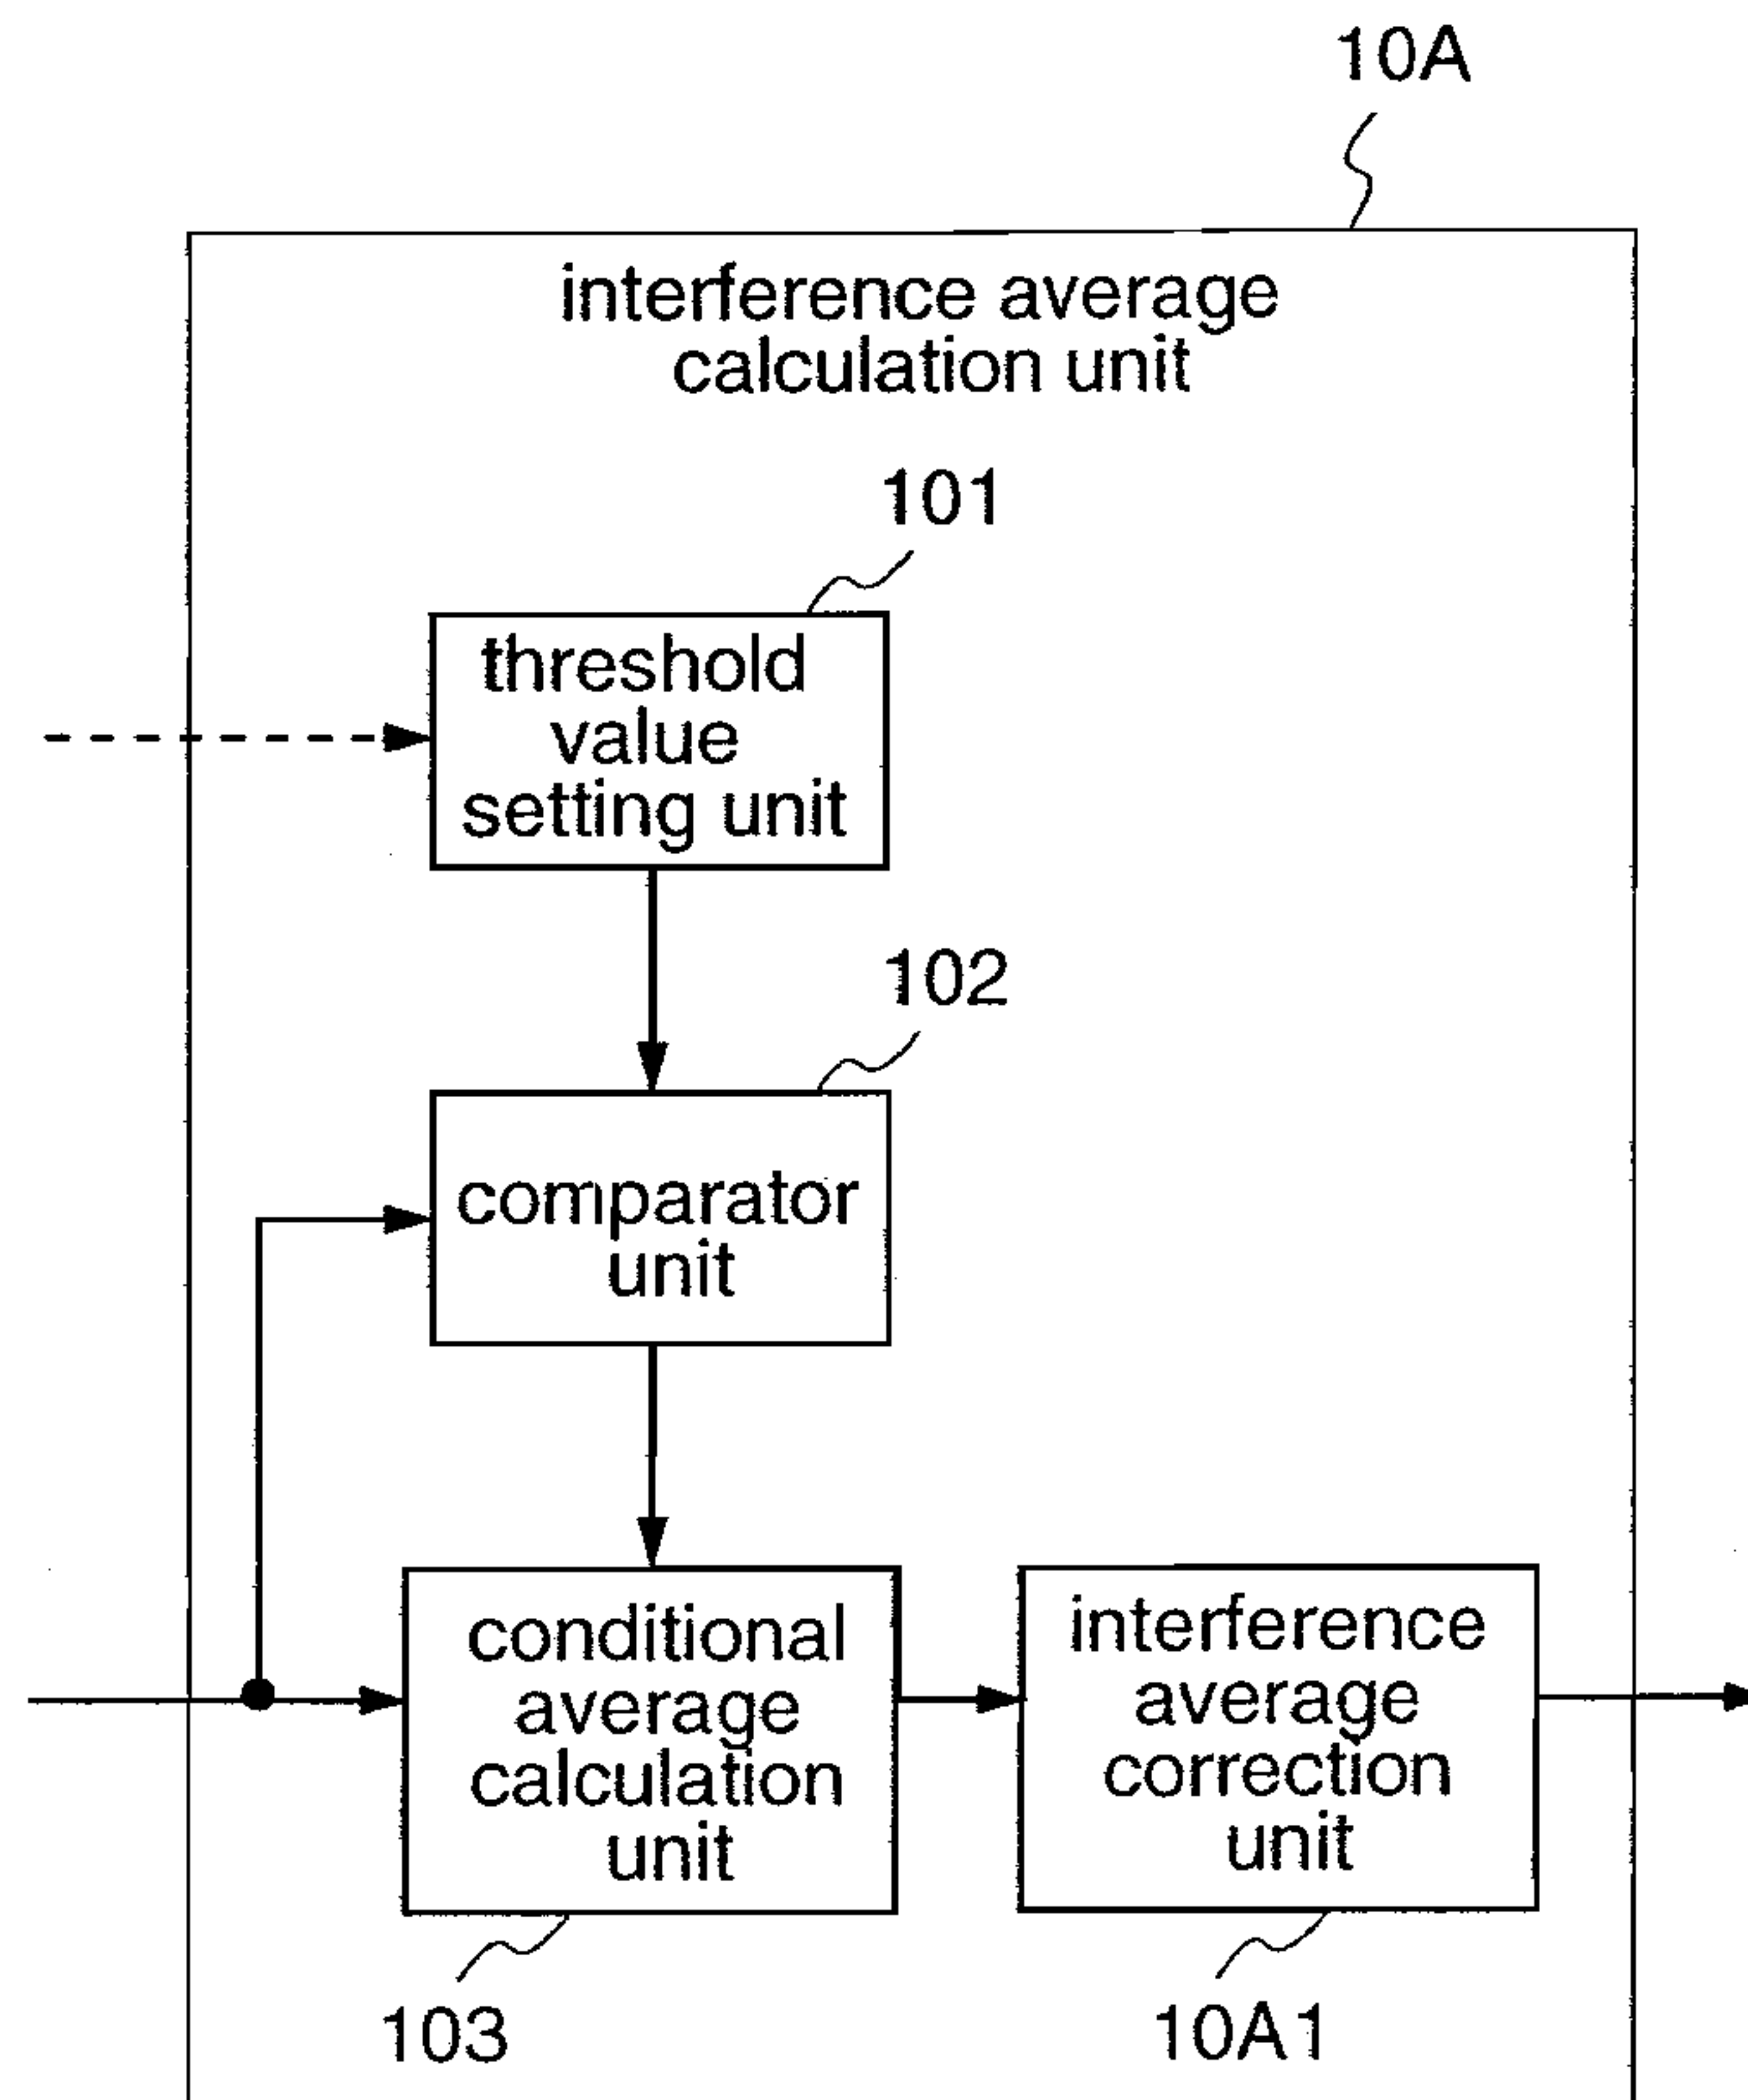 10A
interference average
calculation unit
101
threshold
value
setting unit
102
comparator
unit
conditional
average
calculation
unit
interference
average
correction
unit
103
10A1